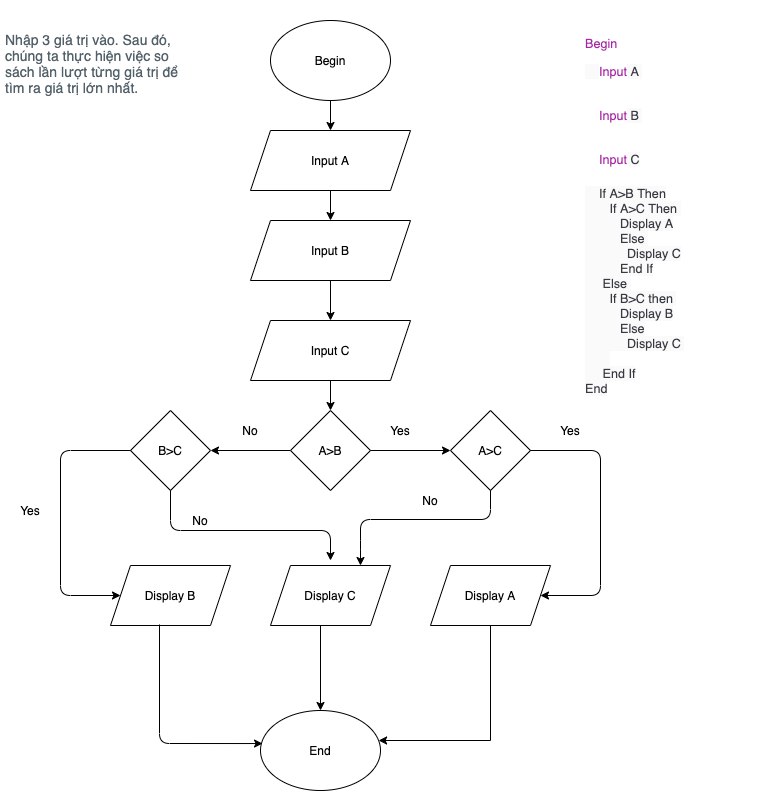 Nhập 3 giá trị vào. Sau đó,
chúng ta thực hiện việc so
sách lần lượt từng giá trị để
tìm ra giá trị lớn nhất.
Begin
Input A
Input B
Input C
No
Yes
Yes
B>C
A>B
A>C
No
Yes
No
Display B
Display C
Display A
End
Begin
Input A
Input B
Input C
If A>B Then
If A>C Then
Display A
Else
Display C
End If
Else
If B>C then
Display B
Else
Display C
End If
End